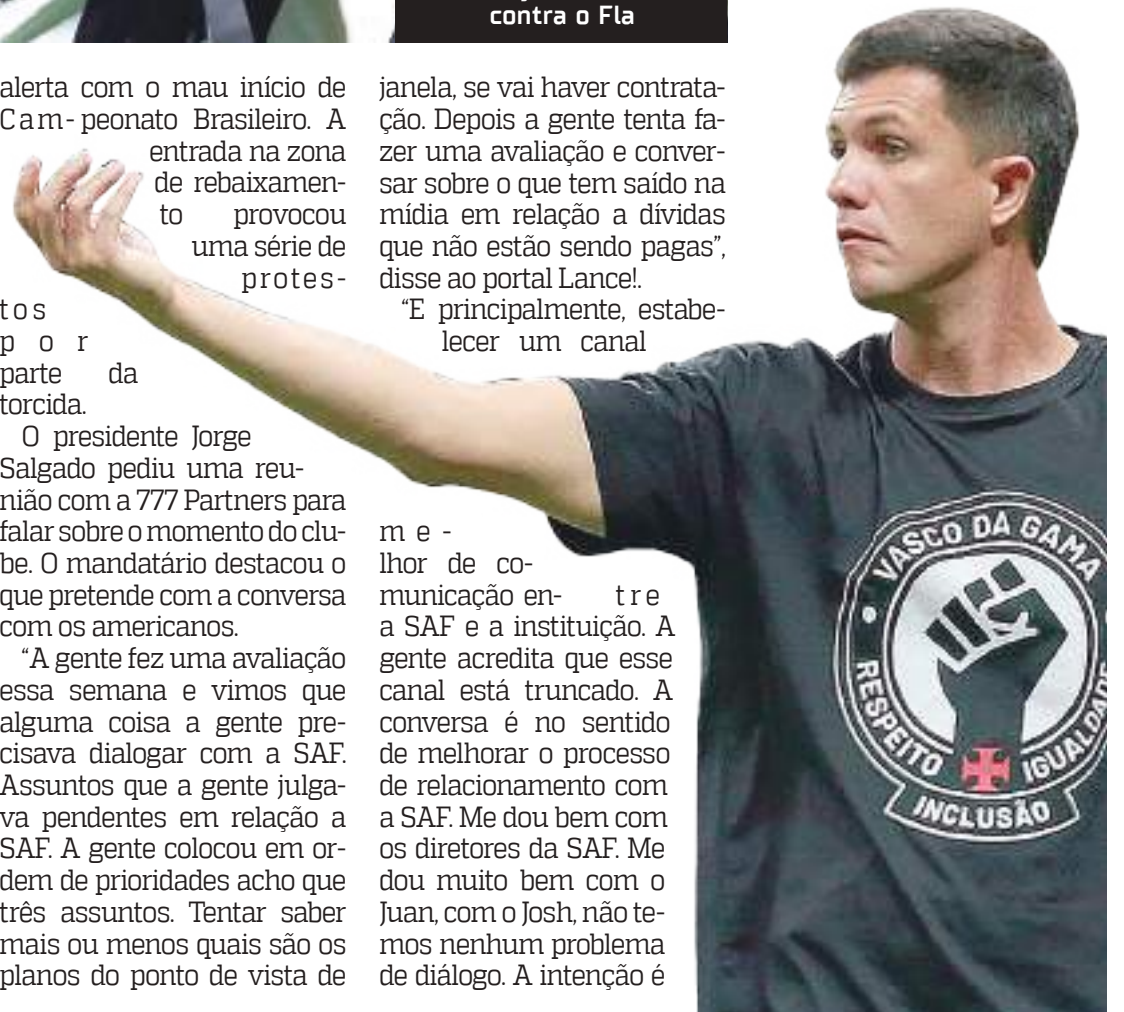 contra o Fla
alerta com o mau início de
Cam- peonato Brasileiro. A
entrada na zona
de rebaixamen-
to provocou
uma série de
protes-
tos
por
parte da
torcida.
O presidente Jorge
Salgado pediu uma reu-
nião com a 777 Partners para
falar sobre o momento do clu-
be. O mandatário destacou o
que pretende com a conversa
com os americanos.
“A gente fez uma avaliação
essa semana e vimos que
alguma coisa a gente pre-
cisava dialogar com a SAF.
Assuntos que a gente julga-
va pendentes em relação a
SAF. A gente colocou em or-
dem de prioridades acho que
três assuntos. Tentar saber
mais ou menos quais são os
planos do ponto de vista de
janela, se vai haver contrata-
ção. Depois a gente tenta fa-
zer uma avaliação e conver-
sar sobre o que tem saído na
mídia em relação a dívidas
que não estão sendo pagas”,
disse ao portal Lance!.
“E principalmente, estabe-
lecer um canal
me-
lhor de co-
municação en- tre
a SAF e a instituição. A
gente acredita que esse
canal está truncado. A
conversa é no sentido
de melhorar o processo
de relacionamento com
a SAF. Me dou bem com
os diretores da SAF. Me
dou muito bem com o
Juan, com o Josh, não te-
mos nenhum problema
de diálogo. A intenção é
VASCO DA GAMA
RESPEITO
IGUALDADE
INCLUSÃO